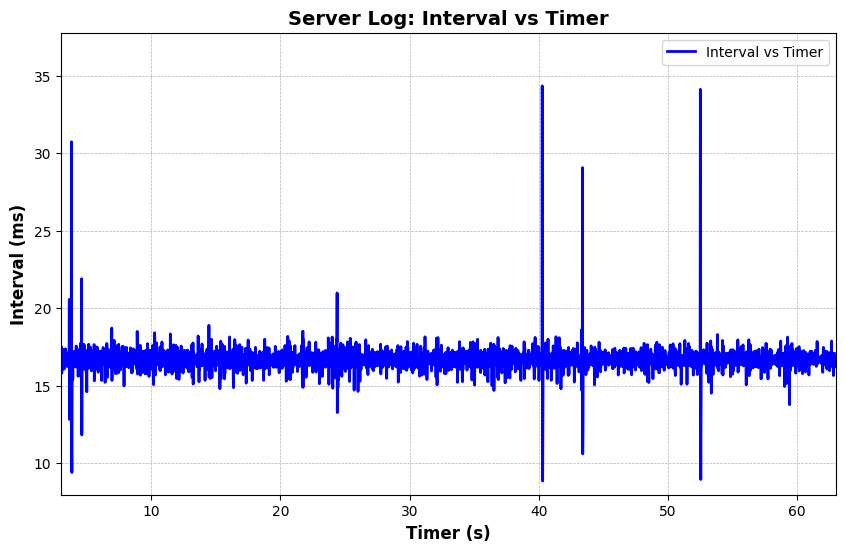 Server Log: Interval vs Timer
Interval vs Timer
35
30
25
20
15
10
Interval (ms)
10 20 30 40 50 60
Timer (s)